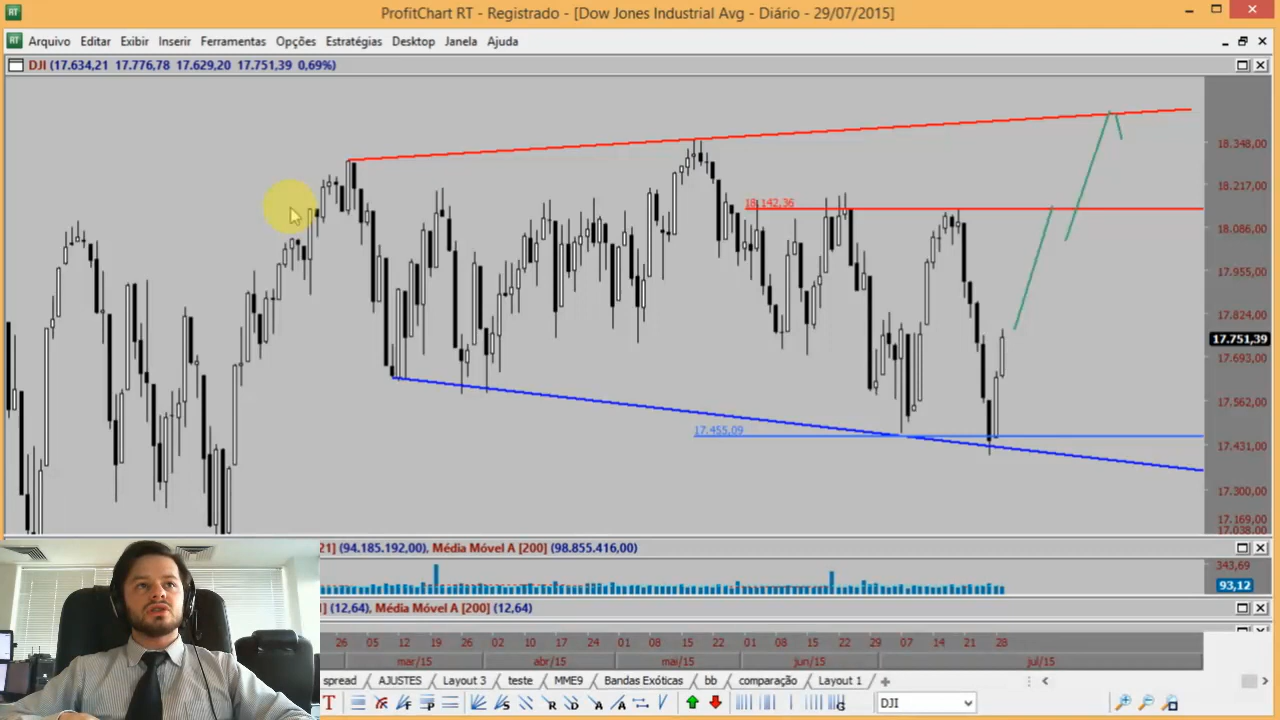 ProfitChart RT - Registrado - [Dow Jones Industrial Avg - Diário - 29/07/2015]
Arquivo Editar Exibir Inserir Ferramentas Opções Estratégias Desktop Janela Ajuda
DJI (17.634,21 17.776,78 17.629,20 17.751,39 0,69%)
18.348,00
18.217,00
18.142,36
18.086,00
17.955,00
17.824,00
17.751,39
17.693,00
17.562,00
17.455,09
17.431,00
17.300,00
17.169,00
17.038,00
21] (94.185.192,00), Média Móvel A [200] (98.855.416,00)
343,69
93,12
] (12,64), Média Móvel A [200] (12,64)
26 05 12 19 26 02 10 17 24 01 08 15 22 01 08 15 22 29 07 14 21 28
mar/15 abr/15 mai/15 jun/15 jul/15
spread AJUSTES Layout 3 teste MME9 Bandas Exóticas bb comparação Layout 1
DJI